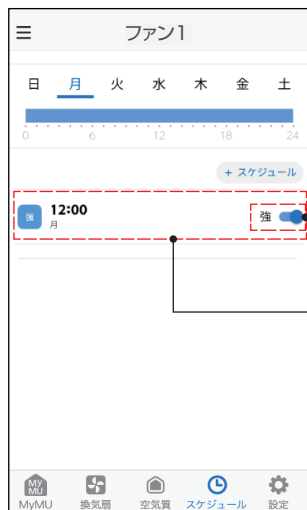 ファン1
日 月 火 水 木 金 土
0 6 12 18 24
+ スケジュール
強 12:00 強
月
MY MU
MyMU 換気扇 空気質 スケジュール 設定